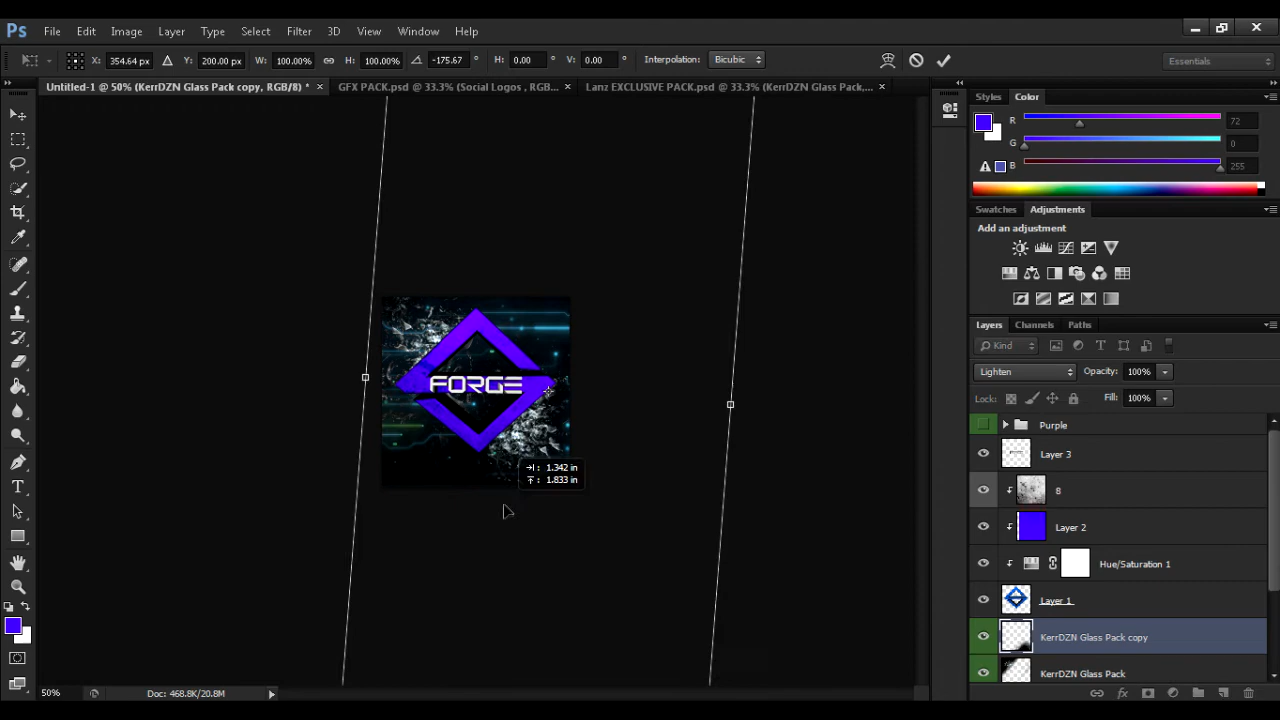 Ps File Edit Image Layer Type Select Filter 3D View Window Help
X: 354.64 px Y: 200.00 px W: 100.00% H: 100.00% -175.67 ° H: 0.00 ° V: 0.00 ° Interpolation: Bicubic Essentials
Untitled-1 @ 50% (KerrDZN Glass Pack copy, RGB/8) * × GFX PACK.psd @ 33.3% (Social Logos , RGB... × Lanz EXCLUSIVE PACK.psd @ 33.3% (KerrDZN Glass Pack,... ×
Styles Color
R 72
G 0
B 255
Swatches Adjustments
Add an adjustment
Layers Channels Paths
Kind
Lighten Opacity: 100%
Lock: Fill: 100%
Purple
Layer 3
8
Layer 2
Hue/Saturation 1
Layer 1
KerrDZN Glass Pack copy
KerrDZN Glass Pack
FORGE
: 1.342 in
: 1.833 in
50% Doc: 468.8K/20.8M